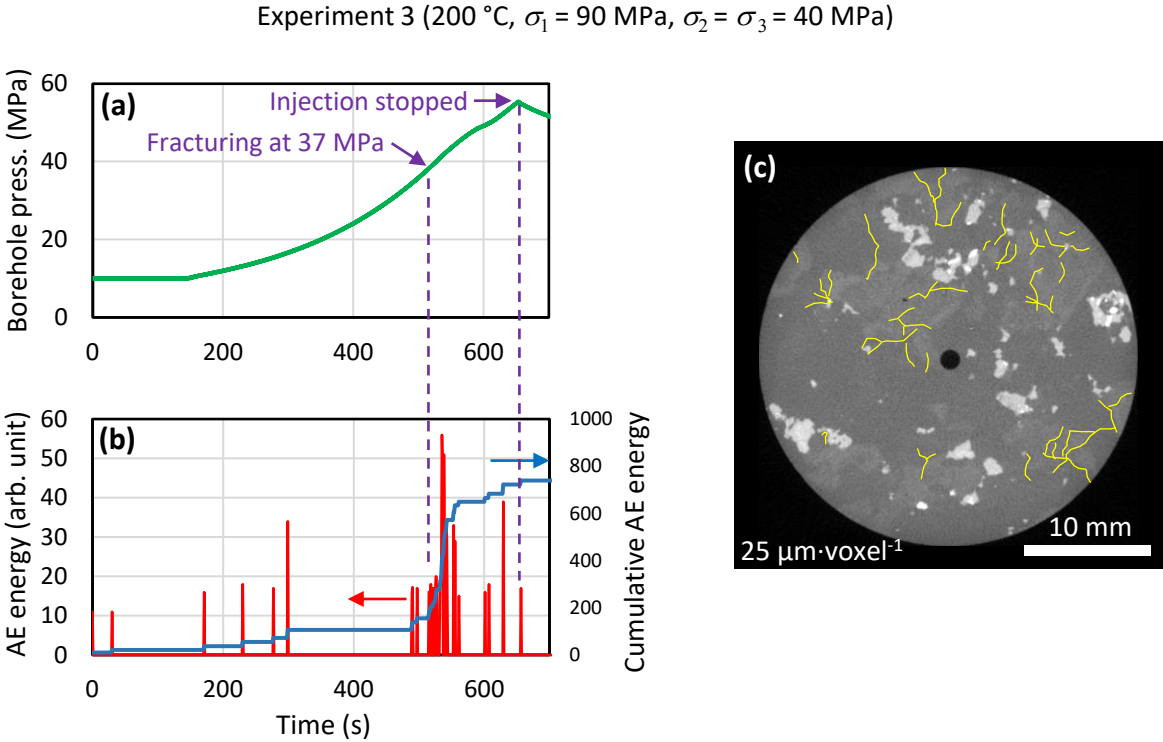 Experiment 3 (200 °C, σ1 = 90 MPa, σ2 = σ3 = 40 MPa)
(a)
Borehole press. (MPa)
60
40
20
0
Injection stopped
Fracturing at 37 MPa
0
200
400
600
(b)
AE energy (arb. unit)
60
50
40
30
20
10
0
1000
800
600
400
200
0
Cumulative AE energy
0
200
400
600
Time (s)
(c)
10 mm
25 μm·voxel-1